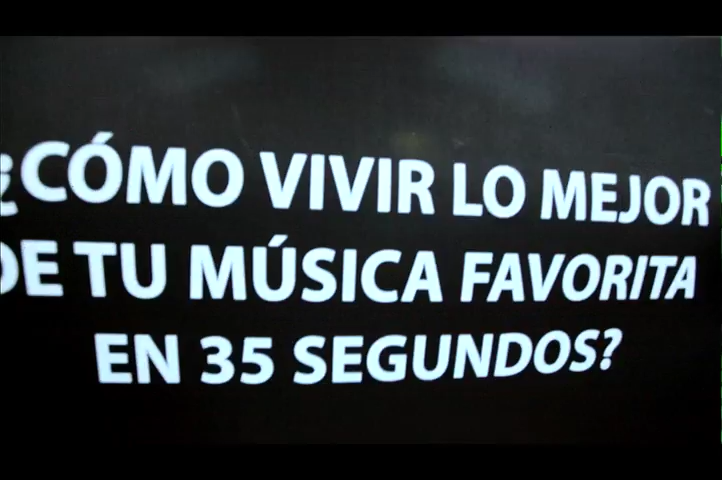 ¿CÓMO VIVIR LO MEJOR
DE TU MÚSICA FAVORITA
EN 35 SEGUNDOS?